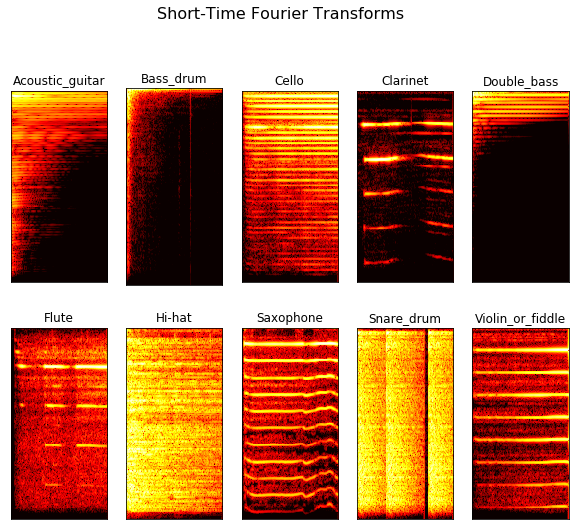 Short-Time Fourier Transforms
Acoustic_guitar
Bass_drum
Cello
Clarinet
Double_bass
Flute
Hi-hat
Saxophone
Snare_drum
Violin_or_fiddle